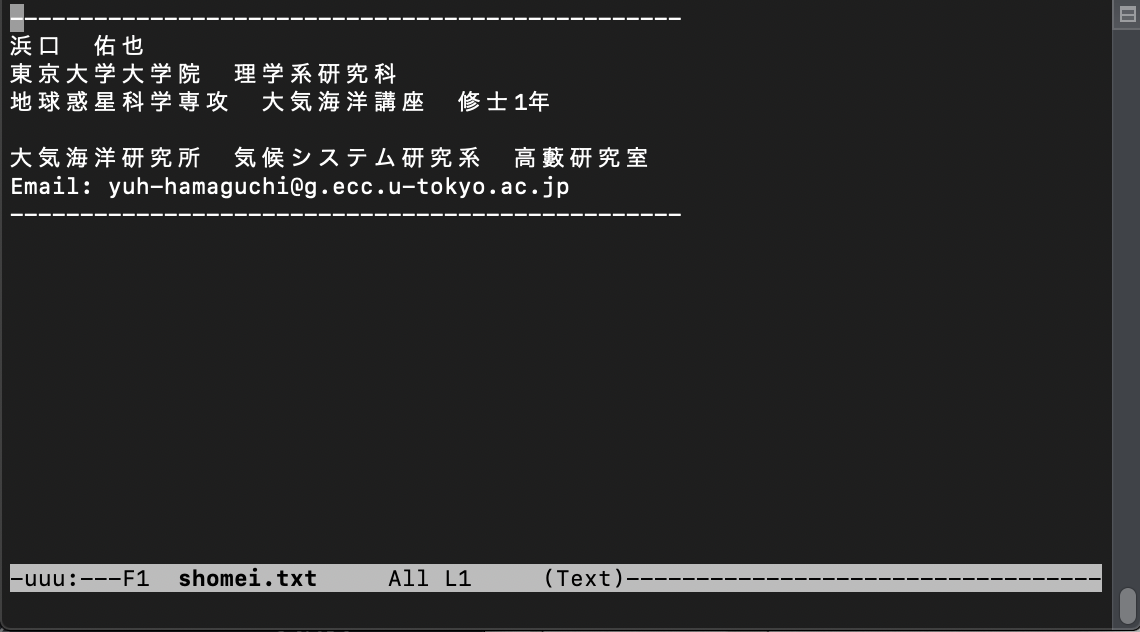 ------------------------------------------------
浜口　佑也
東京大学大学院　理学系研究科
地球惑星科学専攻　大気海洋講座　修士1年

大気海洋研究所　気候システム研究系　高藪研究室
Email: yuh-hamaguchi@g.ecc.u-tokyo.ac.jp
------------------------------------------------
-uuu:---F1  shomei.txt     All L1     (Text)----------------------------------